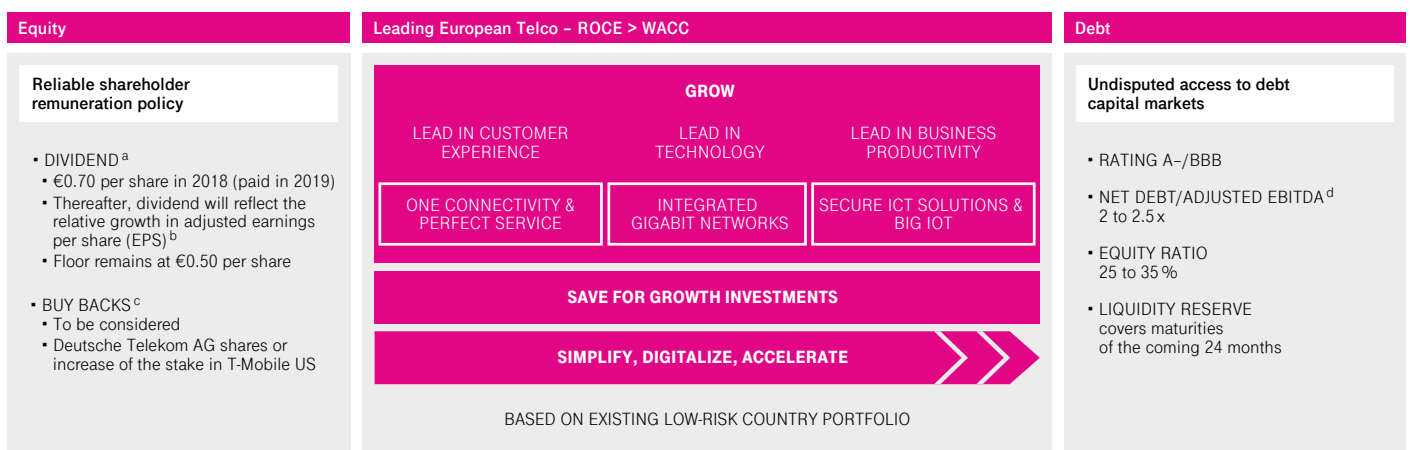 Equity
Reliable shareholder
remuneration policy
▪ DIVIDEND a
▪ €0.70 per share in 2018 (paid in 2019)
▪ Thereafter, dividend will reflect the
relative growth in adjusted earnings
per share (EPS) b
▪ Floor remains at €0.50 per share
▪ BUY BACKS c
▪ To be considered
▪ Deutsche Telekom AG shares or
increase of the stake in T-Mobile US
Leading European Telco – ROCE > WACC
GROW
LEAD IN CUSTOMER
EXPERIENCE
LEAD IN
TECHNOLOGY
LEAD IN BUSINESS
PRODUCTIVITY
ONE CONNECTIVITY &
PERFECT SERVICE
INTEGRATED
GIGABIT NETWORKS
SECURE ICT SOLUTIONS &
BIG IOT
SAVE FOR GROWTH INVESTMENTS
SIMPLIFY, DIGITALIZE, ACCELERATE
BASED ON EXISTING LOW-RISK COUNTRY PORTFOLIO
Debt
Undisputed access to debt
capital markets
▪ RATING A–/BBB
▪ NET DEBT/ADJUSTED EBITDA d
2 to 2.5 x
▪ EQUITY RATIO
25 to 35 %
▪ LIQUIDITY RESERVE
covers maturities
of the coming 24 months